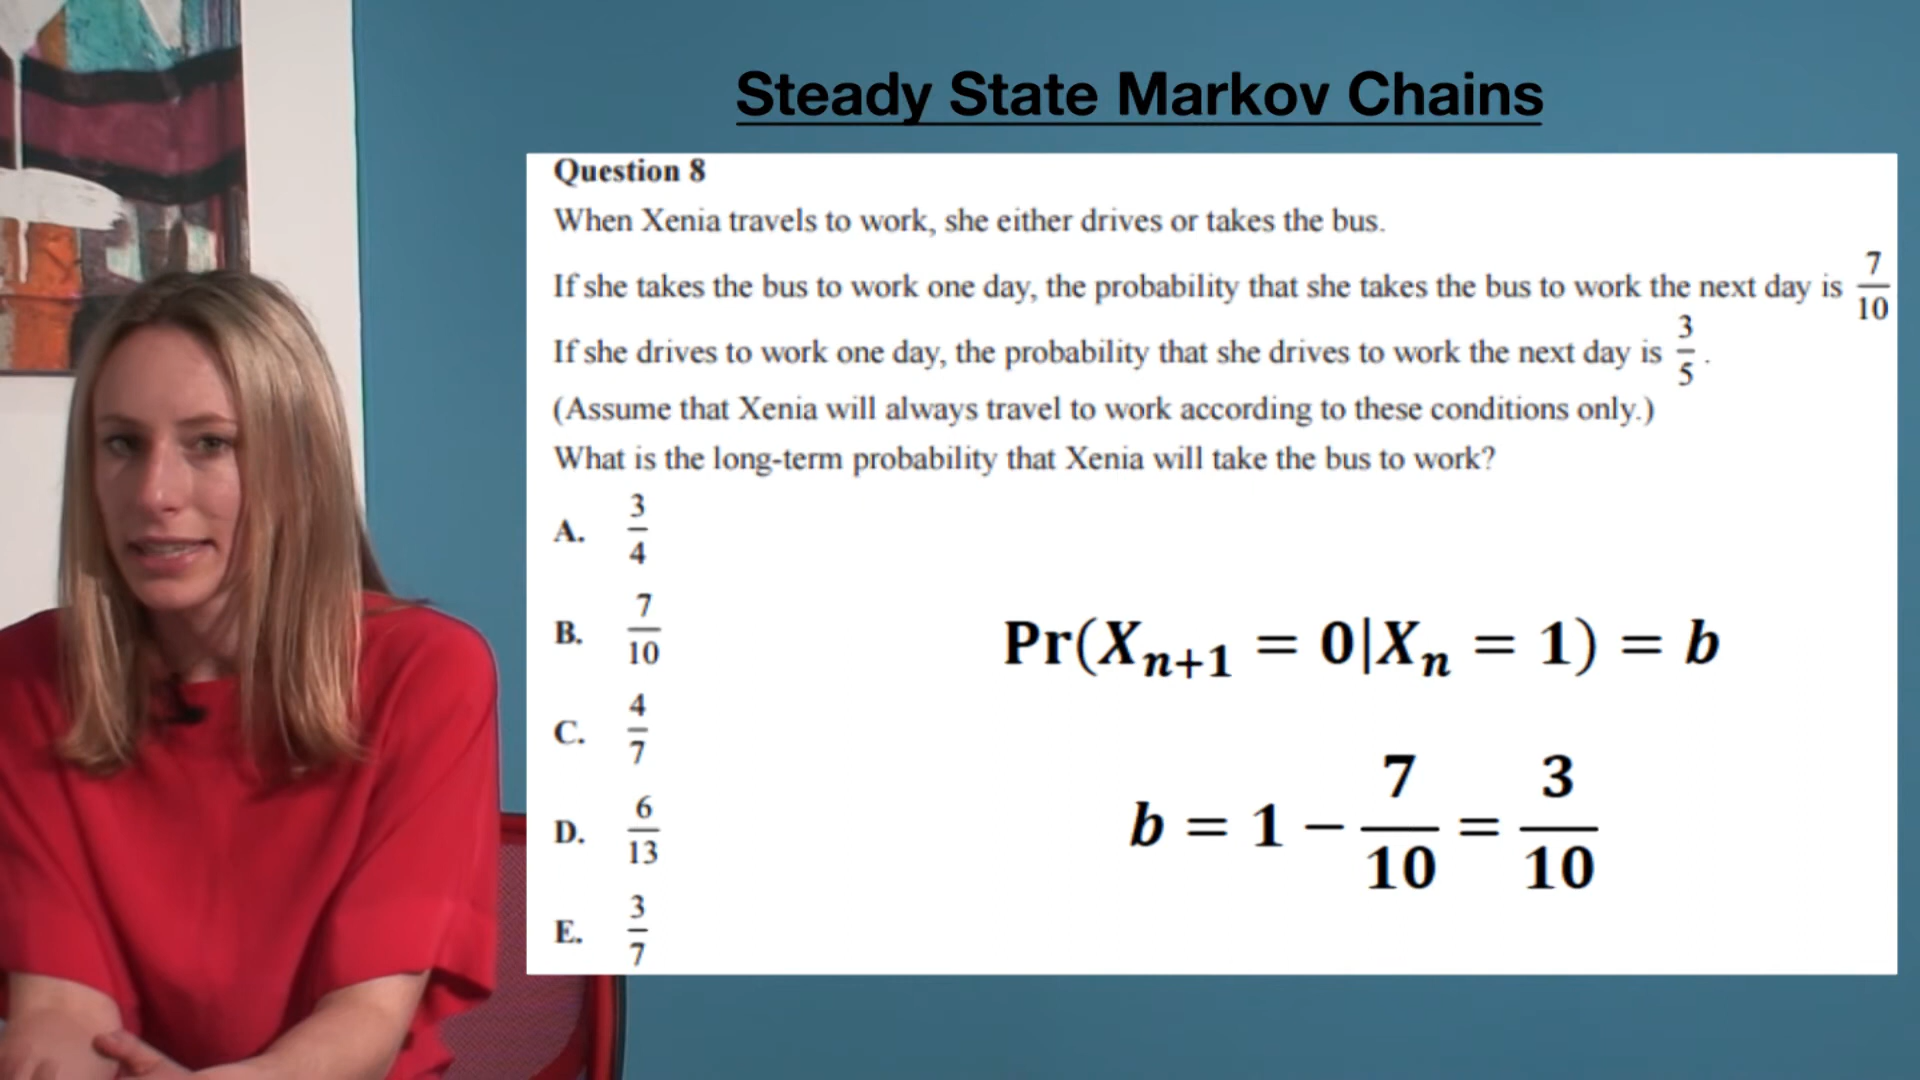 Steady State Markov Chains
Question 8
When Xenia travels to work, she either drives or takes the bus.
If she takes the bus to work one day, the probability that she takes the bus to work the next day is 7/10
If she drives to work one day, the probability that she drives to work the next day is 3/5 .
(Assume that Xenia will always travel to work according to these conditions only.)
What is the long-term probability that Xenia will take the bus to work?
A. 3/4
B. 7/10
C. 4/7
D. 6/13
E. 3/7
Pr(Xₙ₊₁ = 0|Xₙ = 1) = b
b = 1 − 7/10 = 3/10